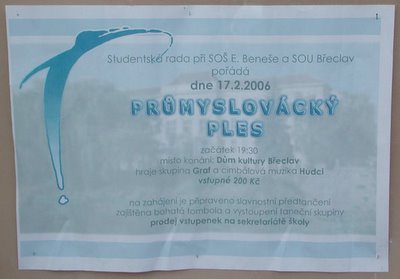 Studentská rada při SOŠ E. Beneše a SOU Břeclav
pořádá
dne 17.2.2006
PRŮMYSLOVÁCKÝ
PLES
začátek 19:30
místo konání: Dům kultury Břeclav
hraje skupina Graf a cimbálová muzika Hudci
vstupné 200 Kč
na zahájení je připraveno slavnostní předtančení
zajištěna bohatá tombola a vystoupení taneční skupiny
prodej vstupenek na sekretariátě školy